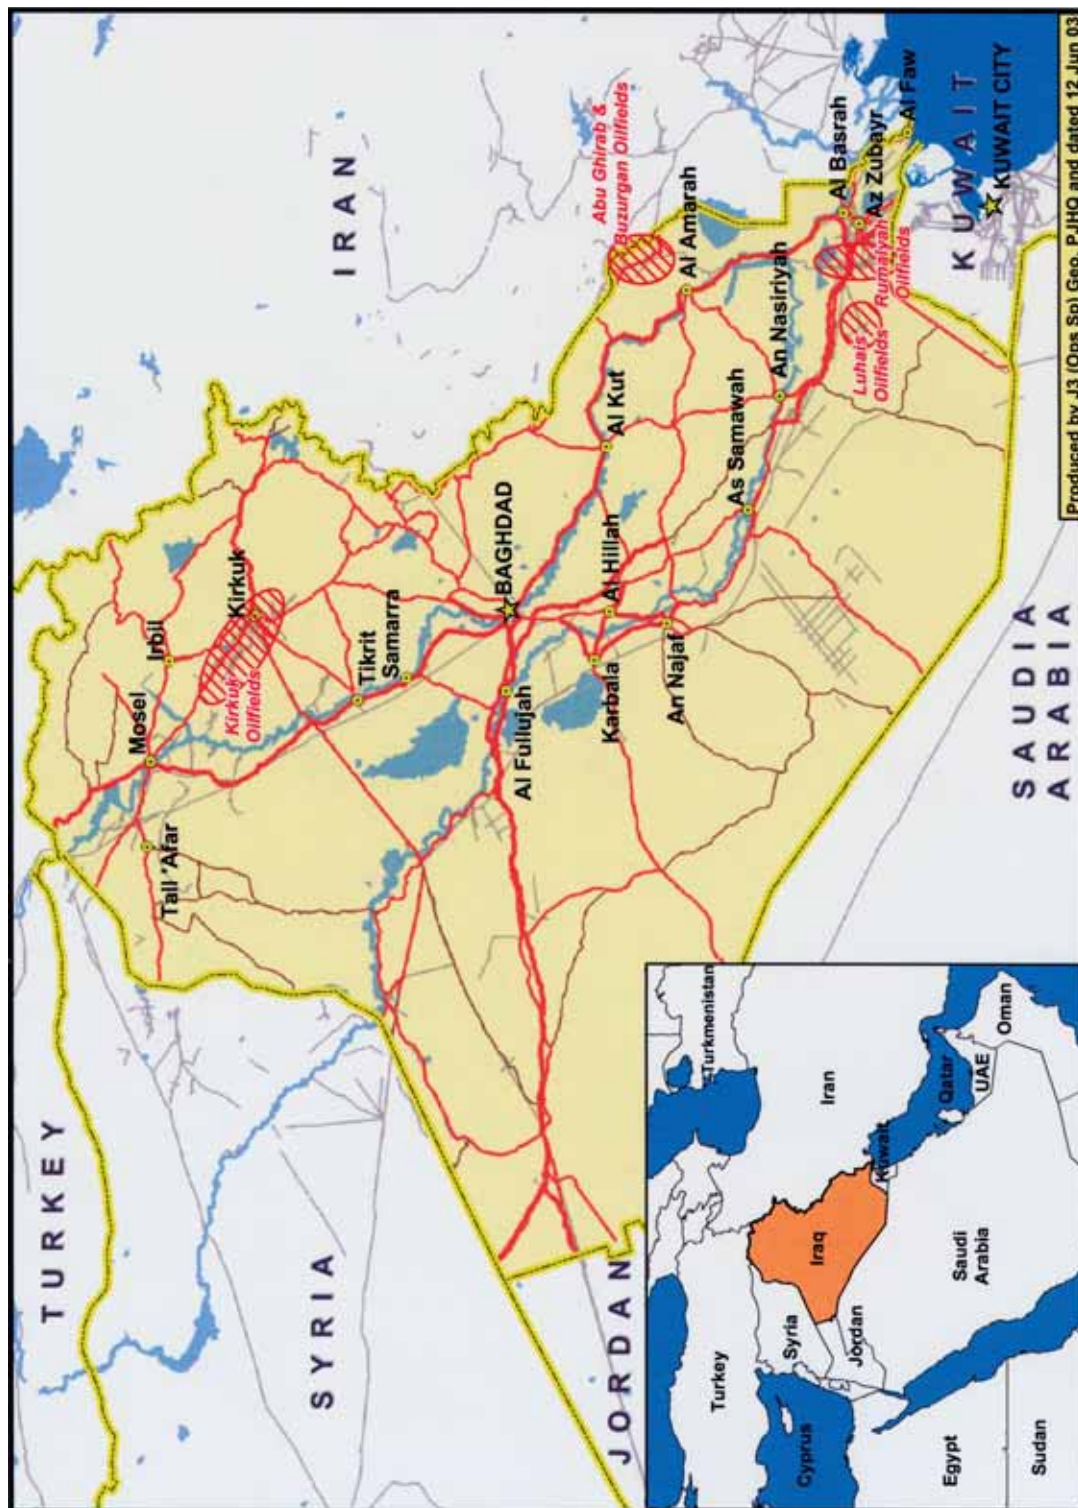 TURKEY
SYRIA
JORDAN
IRAN
SAUDIA
ARABIA
KUWAIT
KUWAIT CITY
Tall 'Afar
Mosel
Irbil
Kirkuk
Kirkuk
Oilfields
Tikrit
Samarra
BAGHDAD
Al Fullujah
Karbala
Al Hillah
An Najaf
Al Kut
As Samawah
An Nasiriyah
Al Amarah
Abu Ghirab &
Buzurgan Oilfields
Luhais
Oilfields
Rumaiyah
Oilfields
Al Basrah
Az Zubayr
Al Faw
Turkmenistan
Turkey
Cyprus
Syria
Jordan
Iraq
Iran
Kuwait
Qatar
UAE
Oman
Saudi
Arabia
Egypt
Sudan
Produced by J3 (Ops Sp) Geo, PJHQ and dated 12 Jun 03